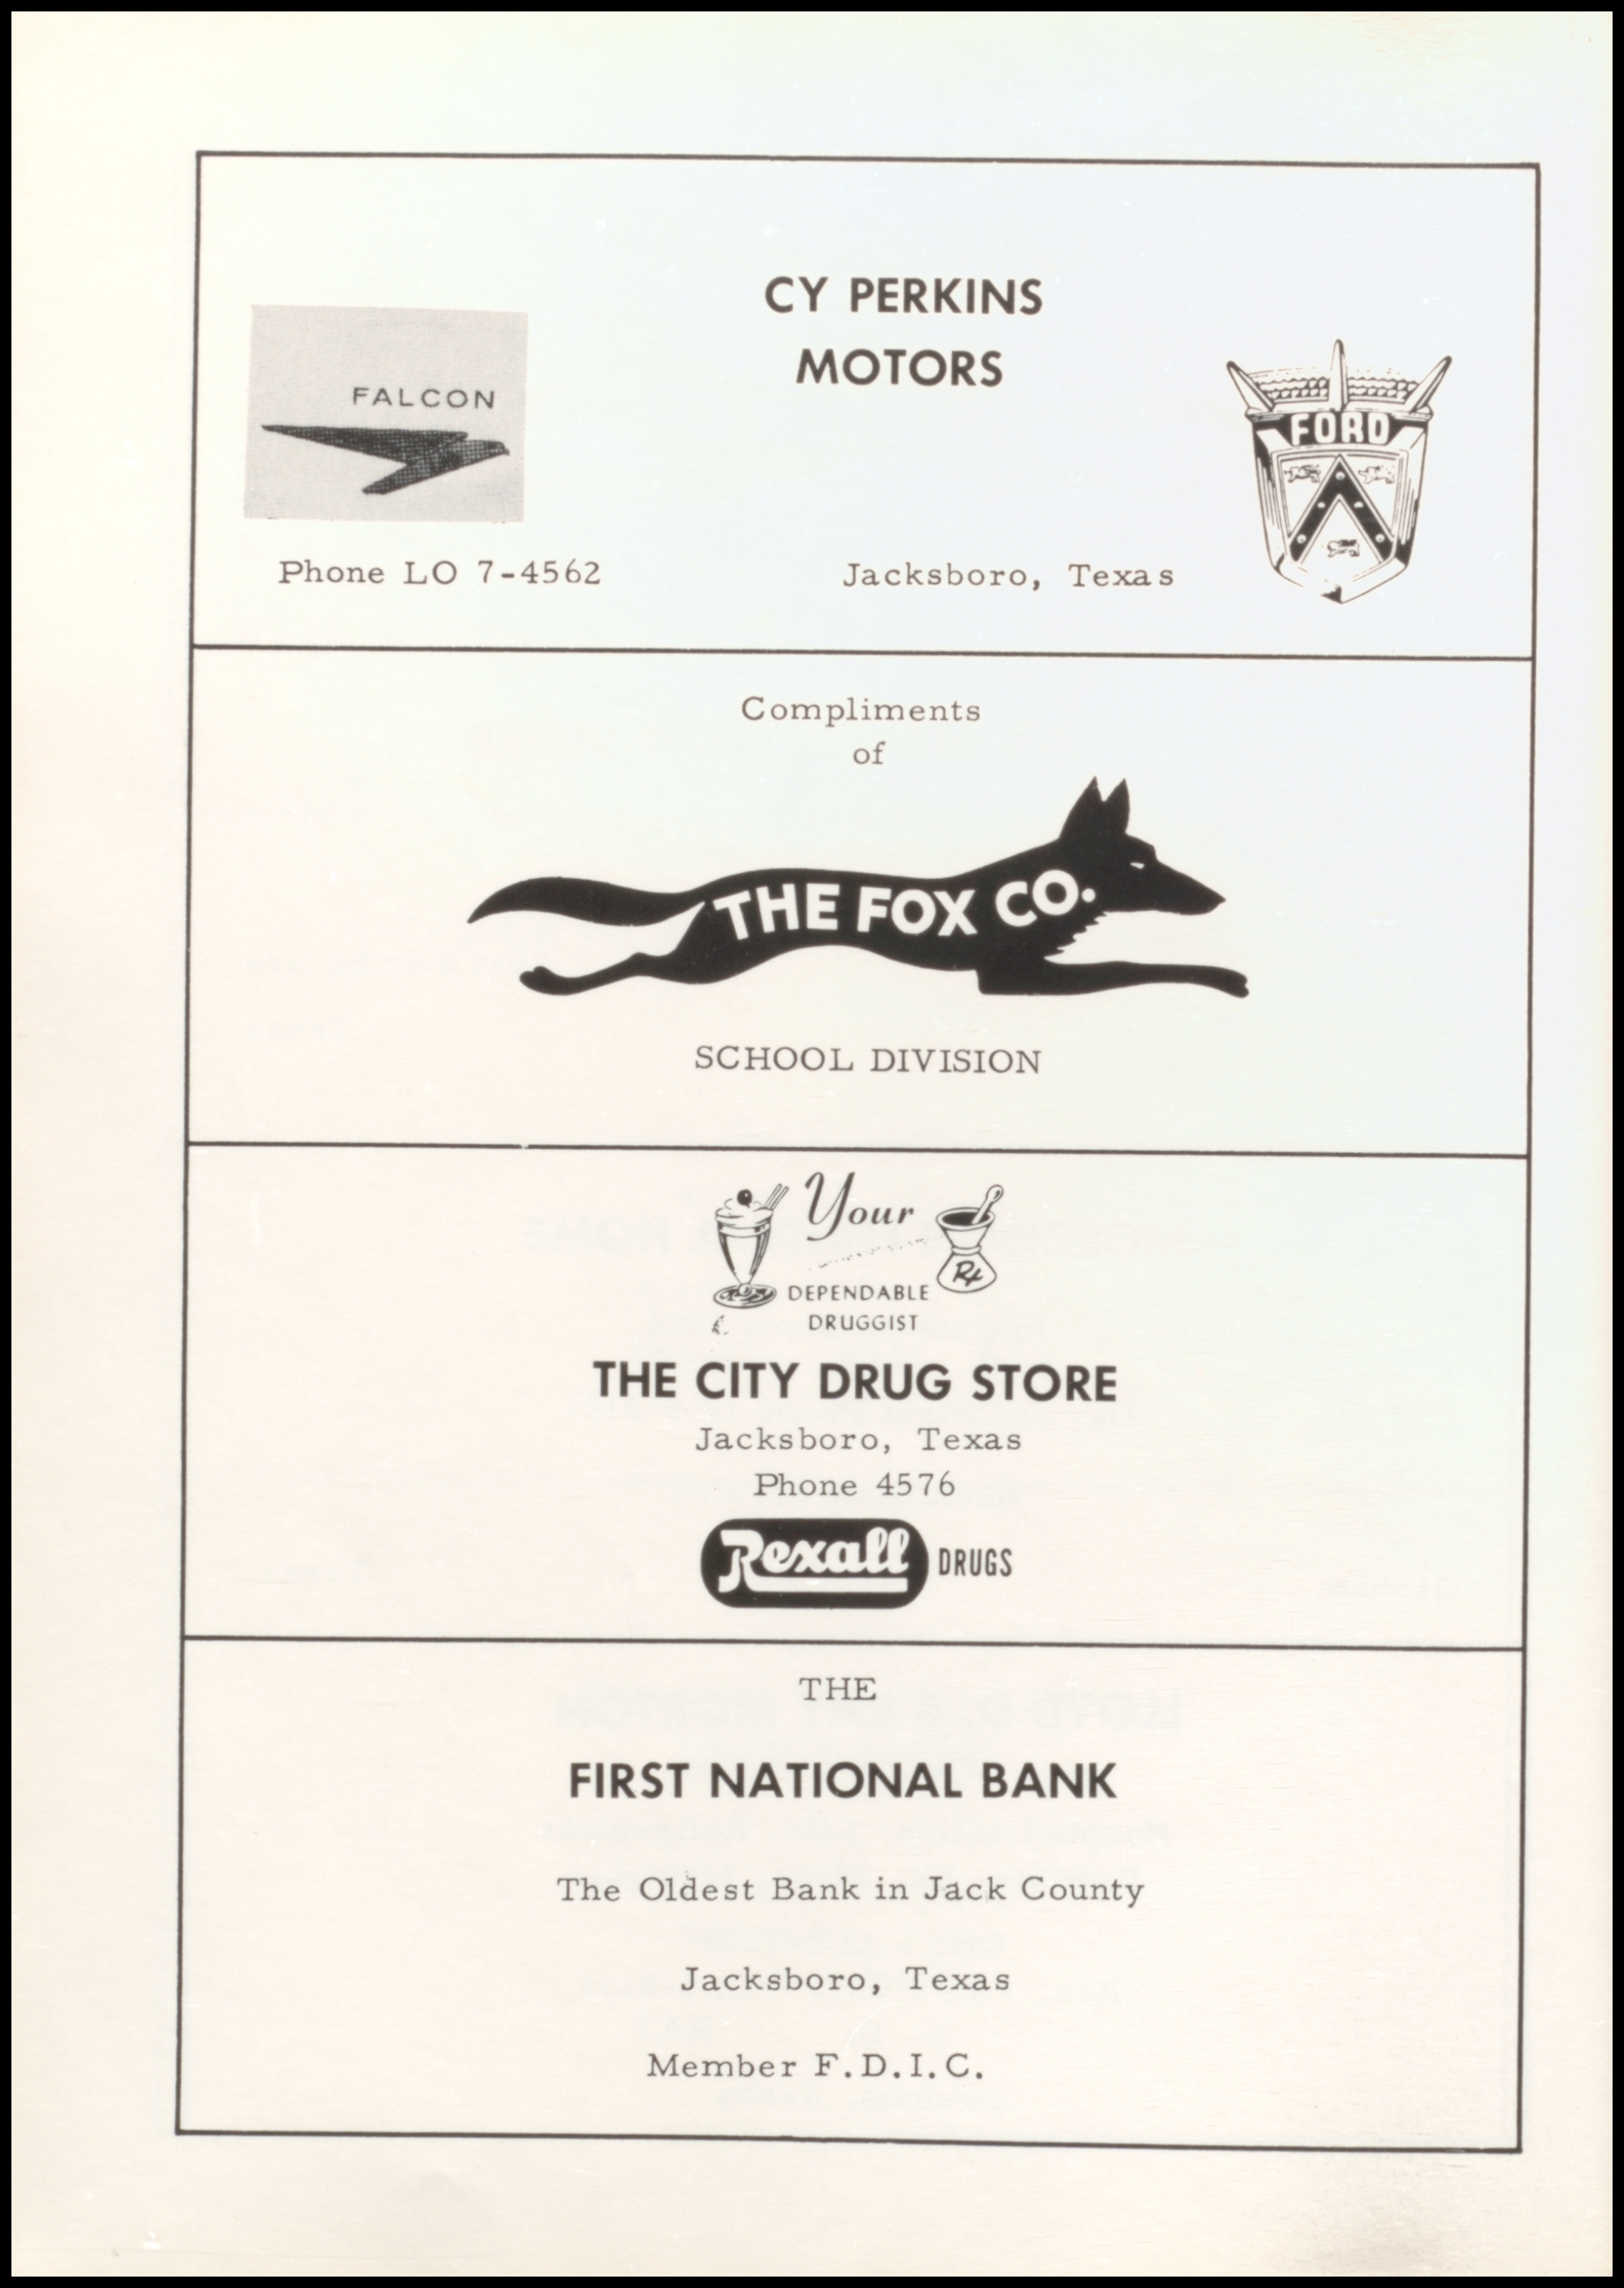 CY PERKINS
MOTORS
FALCON
FORD
Phone LO 7-4562
Jacksboro, Texas
Compliments
of
THE FOX CO.
SCHOOL DIVISION
Your
Rx
DEPENDABLE
DRUGGIST
THE CITY DRUG STORE
Jacksboro, Texas
Phone 4576
Rexall DRUGS
THE
FIRST NATIONAL BANK
The Oldest Bank in Jack County
Jacksboro, Texas
Member F.D.I.C.